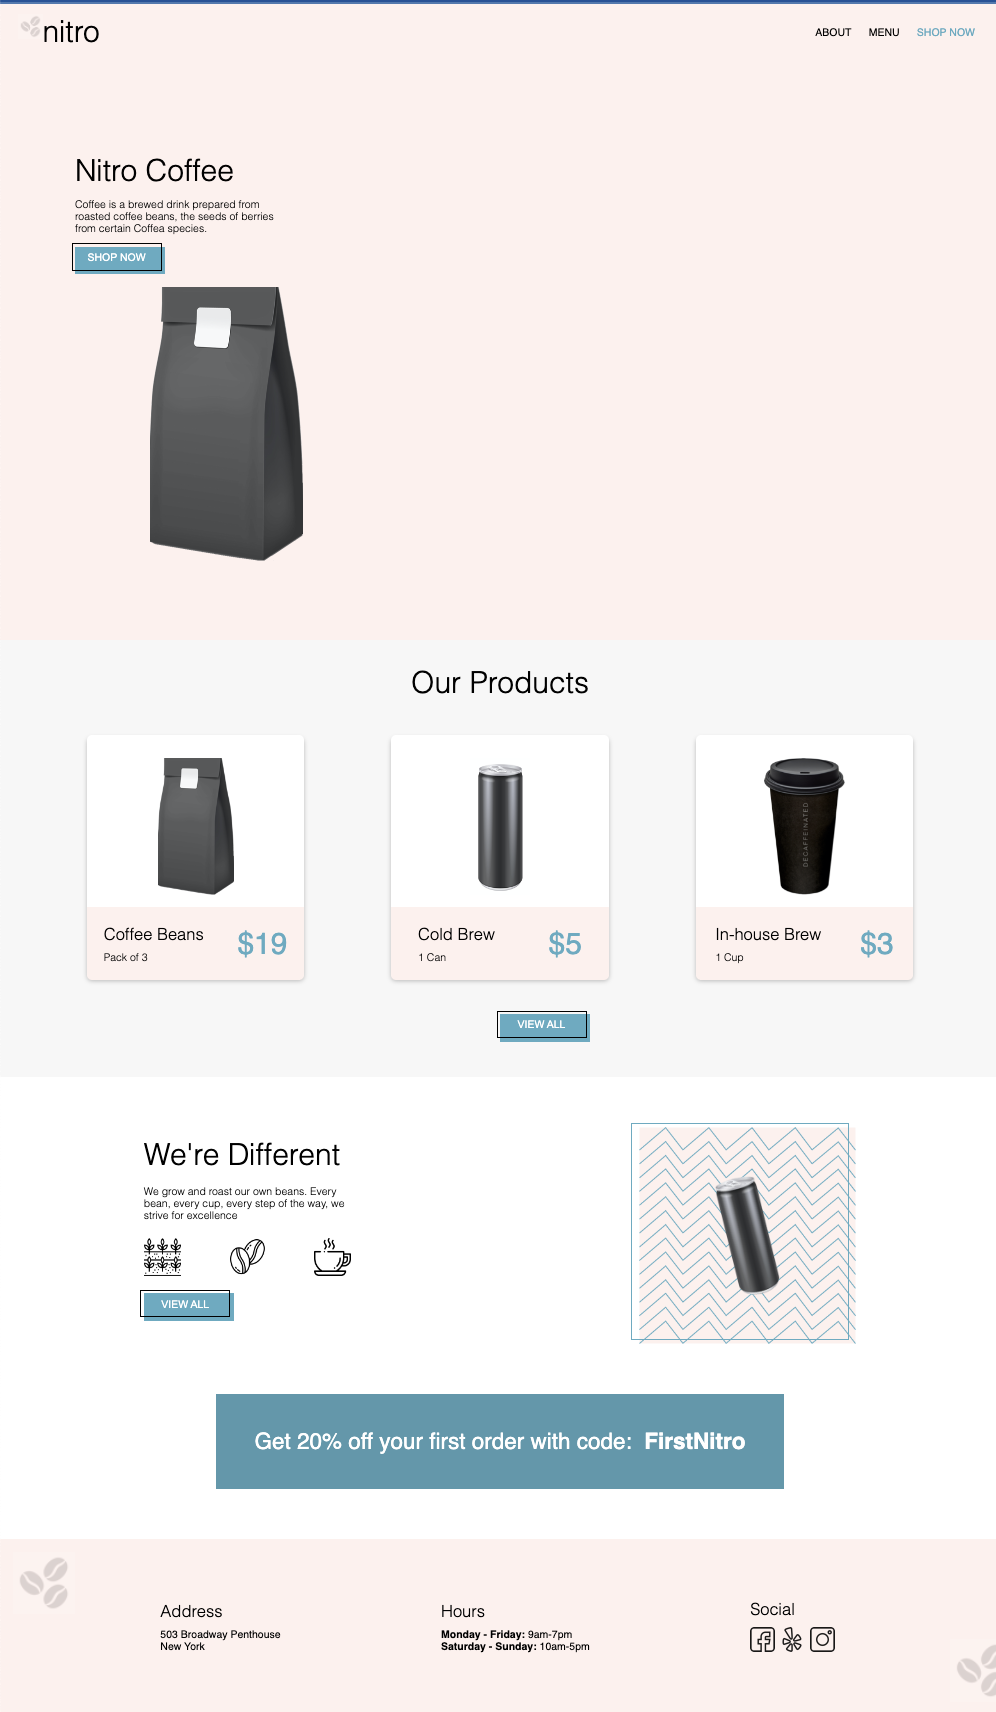 nitro
ABOUT MENU SHOP NOW
Nitro Coffee
Coffee is a brewed drink prepared from
roasted coffee beans, the seeds of berries
from certain Coffea species.
SHOP NOW
Our Products
DECAFFEINATED
Coffee Beans
Pack of 3
$19
Cold Brew
1 Can
$5
In-house Brew
1 Cup
$3
VIEW ALL
We're Different
We grow and roast our own beans. Every
bean, every cup, every step of the way, we
strive for excellence
VIEW ALL
Get 20% off your first order with code: FirstNitro
Address
503 Broadway Penthouse
New York
Hours
Monday - Friday: 9am-7pm
Saturday - Sunday: 10am-5pm
Social